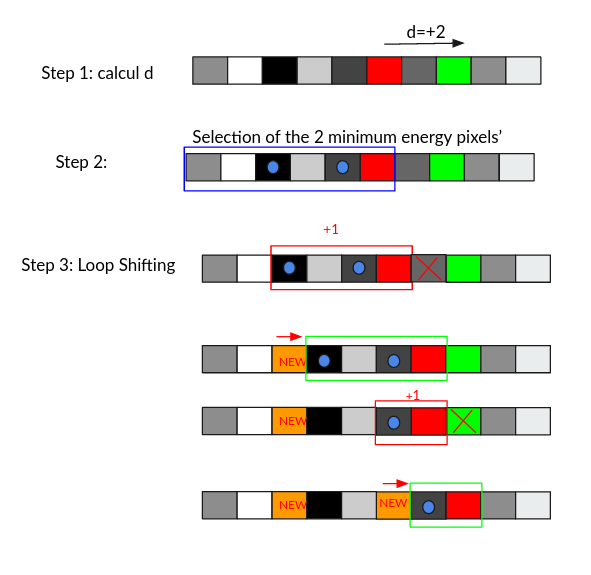 d=+2
Step 1: calcul d
Selection of the 2 minimum energy pixels’
Step 2:
+1
Step 3: Loop Shifting
NEW
NEW
+1
NEW
NEW